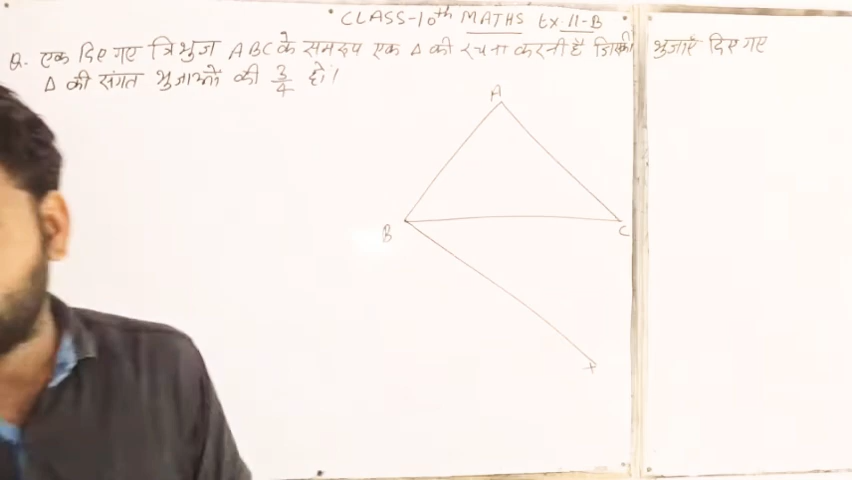 CLASS-10th MATHS Ex. 11-B
Q. एक दिए गए त्रिभुज ABC के समरूप एक Δ की रचना करनी है जिसकी भुजाएँ दिए गए
Δ की संगत भुजाओं की 3/4 हो।
A
B
C
X